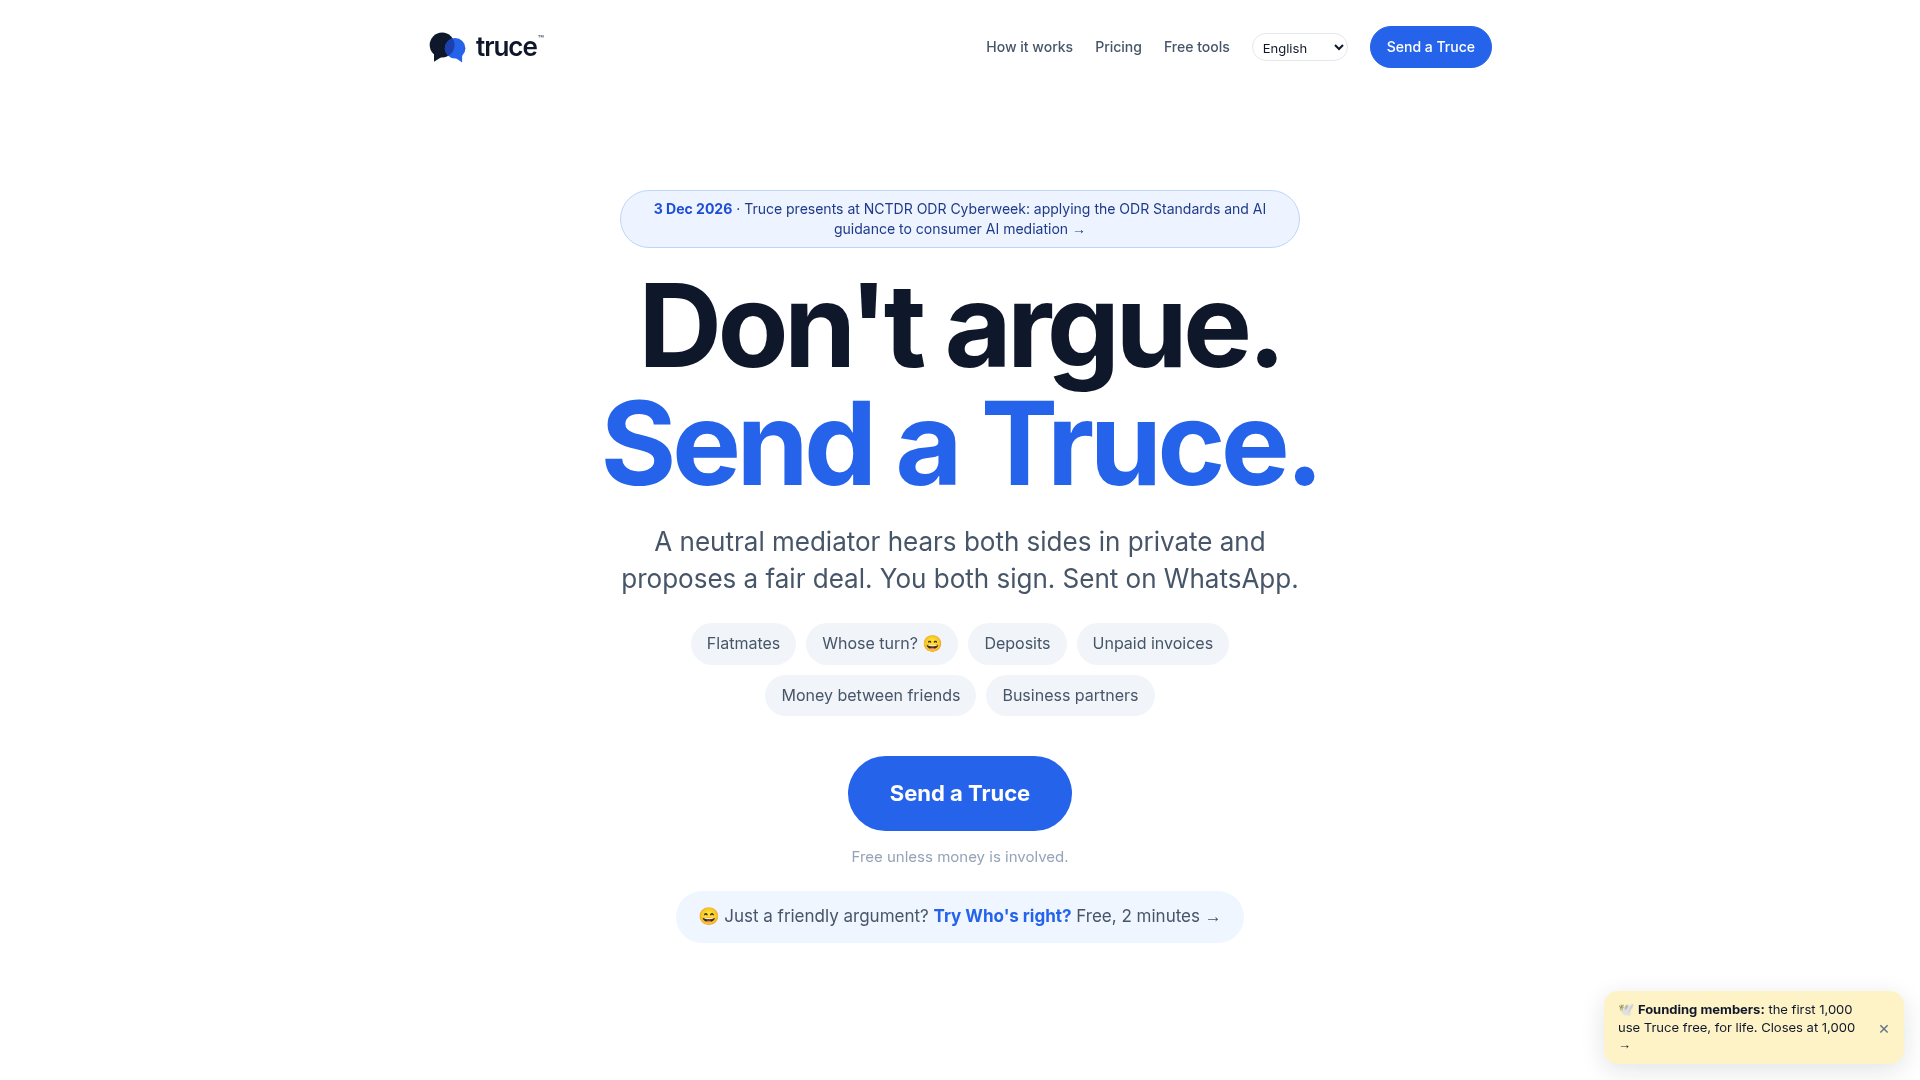 truce™
How it works
Pricing
Free tools
English
Send a Truce
3 Dec 2026 · Truce presents at NCTDR ODR Cyberweek: applying the ODR Standards and AI
guidance to consumer AI mediation →
Don't argue.
Send a Truce.
A neutral mediator hears both sides in private and
proposes a fair deal. You both sign. Sent on WhatsApp.
Flatmates
Whose turn? 😄
Deposits
Unpaid invoices
Money between friends
Business partners
Send a Truce
Free unless money is involved.
😄 Just a friendly argument? Try Who's right? Free, 2 minutes →
🕊️ Founding members: the first 1,000
use Truce free, for life. Closes at 1,000
→
×